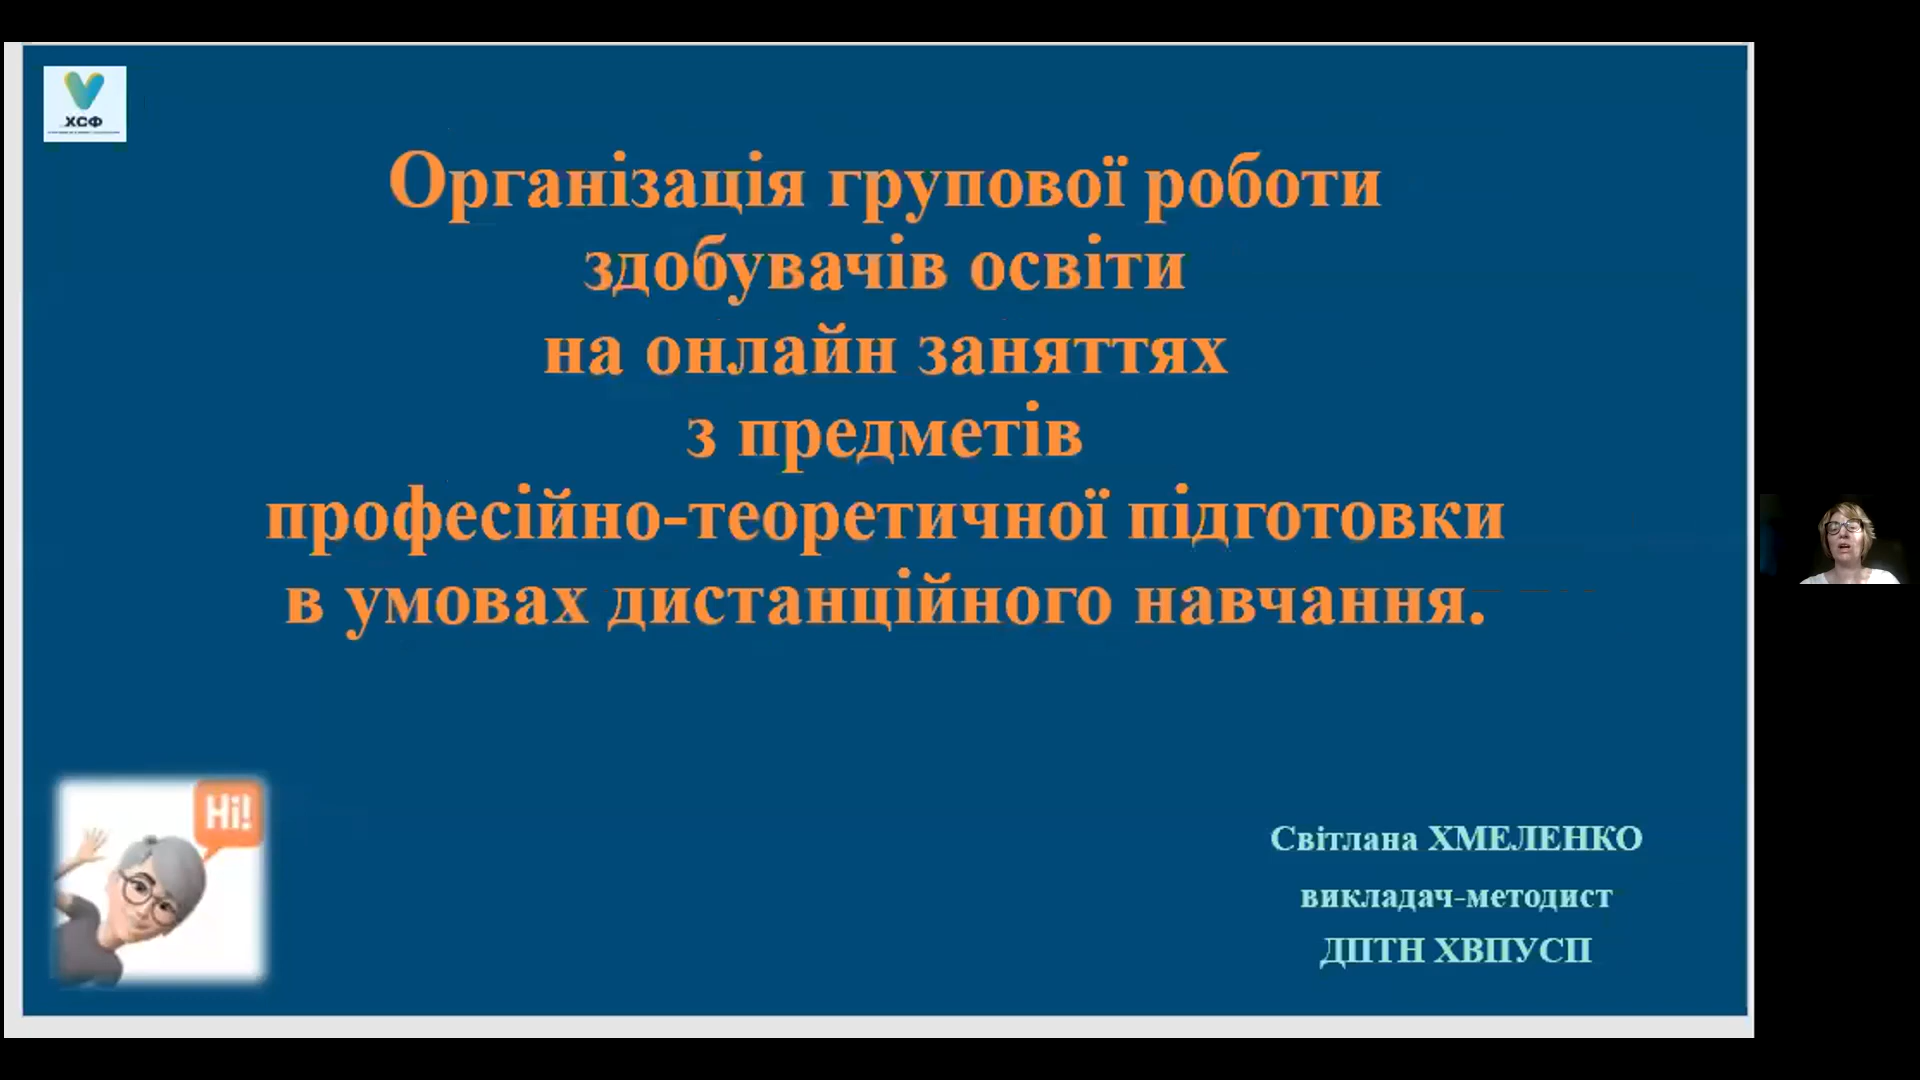 ХСФ
Організація групової роботи
здобувачів освіти
на онлайн заняттях
з предметів
професійно-теоретичної підготовки
в умовах дистанційного навчання.
Hi!
Світлана ХМЕЛЕНКО
викладач-методист
ДПТН ХВПУСП